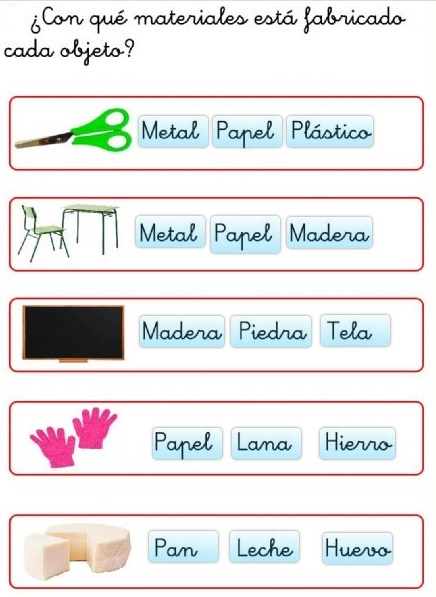 ¿Con qué materiales está fabricado
cada objeto?
Metal Papel Plástico
Metal Papel Madera
Madera Piedra Tela
Papel Lana Hierro
Pan Leche Huevo